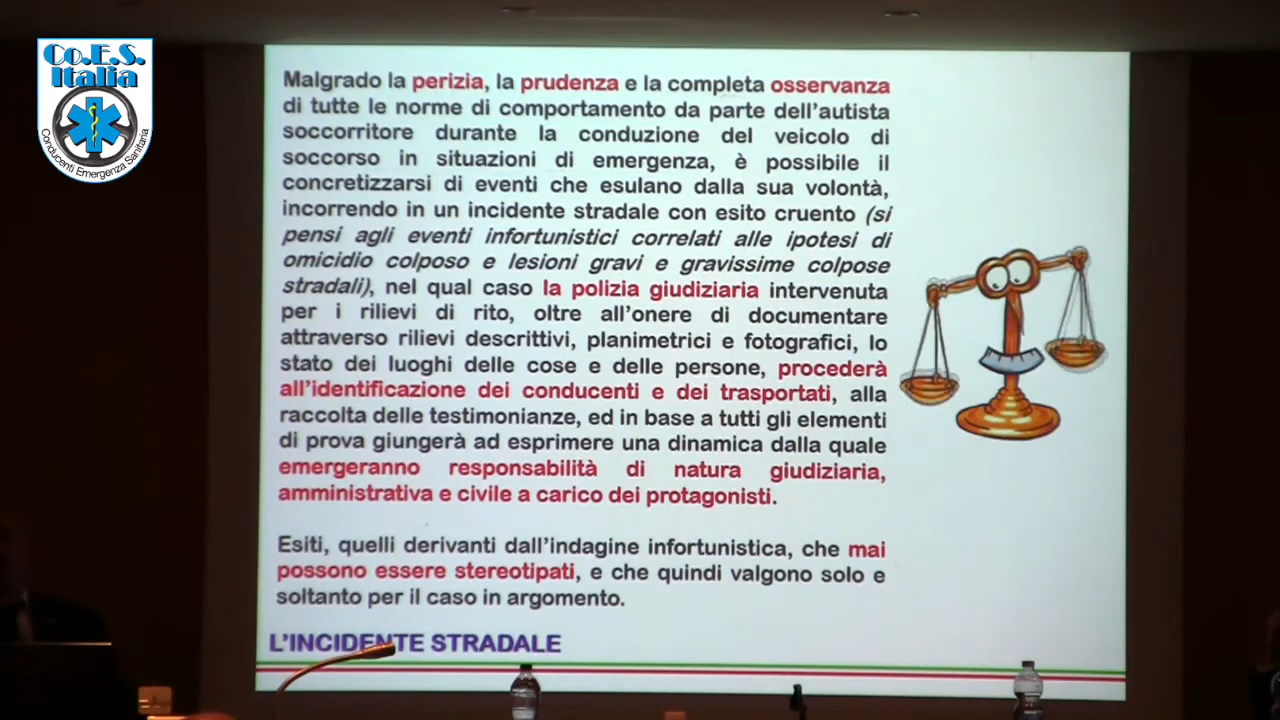 Co.E.S.
Italia
Conducenti Emergenza Sanitaria
Malgrado la perizia, la prudenza e la completa osservanza
di tutte le norme di comportamento da parte dell'autista
soccorritore durante la conduzione del veicolo di
soccorso in situazioni di emergenza, è possibile il
concretizzarsi di eventi che esulano dalla sua volontà,
incorrendo in un incidente stradale con esito cruento (si
pensi agli eventi infortunistici correlati alle ipotesi di
omicidio colposo e lesioni gravi e gravissime colpose
stradali), nel qual caso la polizia giudiziaria intervenuta
per i rilievi di rito, oltre all'onere di documentare
attraverso rilievi descrittivi, planimetrici e fotografici, lo
stato dei luoghi delle cose e delle persone, procederà
all'identificazione dei conducenti e dei trasportati, alla
raccolta delle testimonianze, ed in base a tutti gli elementi
di prova giungerà ad esprimere una dinamica dalla quale
emergeranno responsabilità di natura giudiziaria,
amministrativa e civile a carico dei protagonisti.
Esiti, quelli derivanti dall'indagine infortunistica, che mai
possono essere stereotipati, e che quindi valgono solo e
soltanto per il caso in argomento.
L'INCIDENTE STRADALE